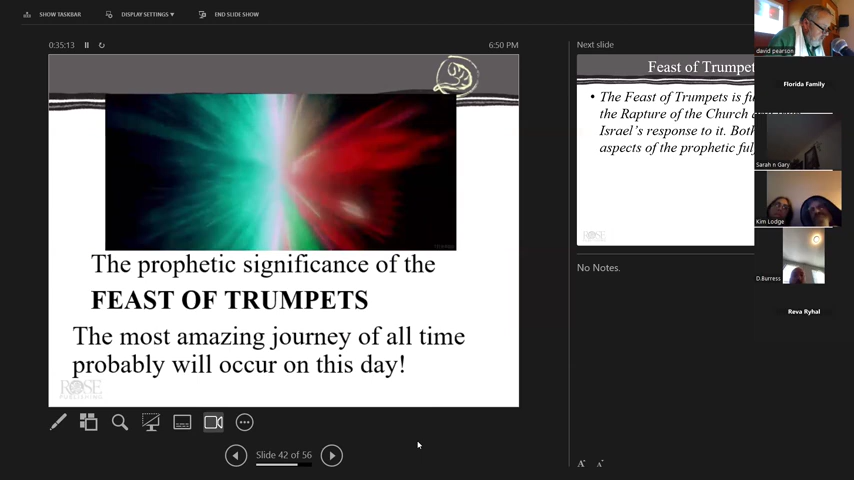 SHOW TASKBAR
DISPLAY SETTINGS ▼
END SLIDE SHOW
0:35:13
6:50 PM
The prophetic significance of the
FEAST OF TRUMPETS
The most amazing journey of all time
probably will occur on this day!
ROSE
PUBLISHING
Slide 42 of 56
Next slide
Feast of Trumpet
• The Feast of Trumpets is fu
the Rapture of the Church
Israel's response to it. Both
aspects of the prophetic ful
ROSE
No Notes.
A A
david pearson
Florida Family
Sarah n Gary
Kim Lodge
D.Burress
Reva Ryhal